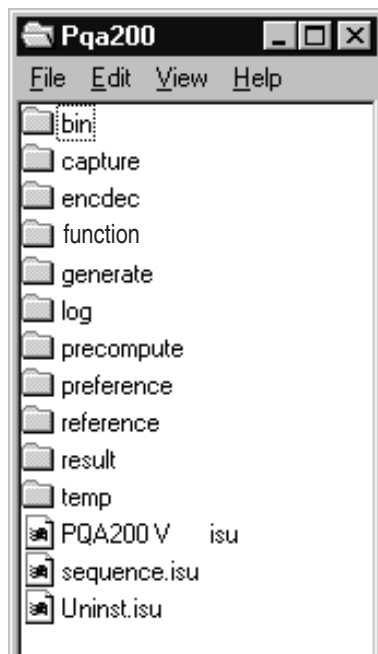 Pqa200
File Edit View Help
bin
capture
encdec
function
generate
log
precompute
preference
reference
result
temp
PQA200 V isu
sequence.isu
Uninst.isu